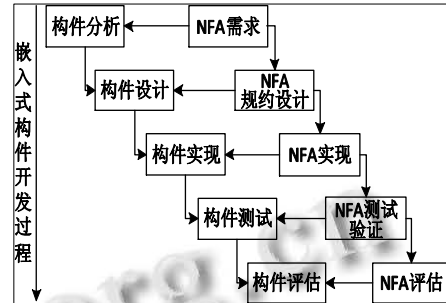 嵌入式构件开发过程
构件分析
NFA需求
构件设计
NFA
规约设计
构件实现
NFA实现
构件测试
NFA测试
验证
构件评估
NFA评估